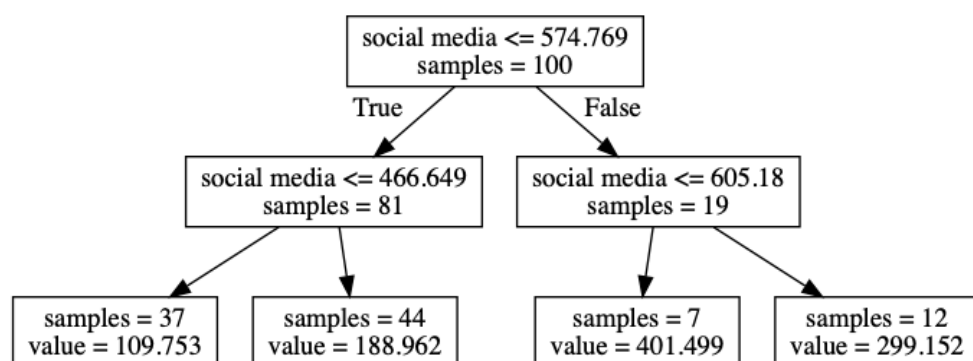 social media <= 574.769
samples = 100
True
False
social media <= 466.649
samples = 81
social media <= 605.18
samples = 19
samples = 37
value = 109.753
samples = 44
value = 188.962
samples = 7
value = 401.499
samples = 12
value = 299.152